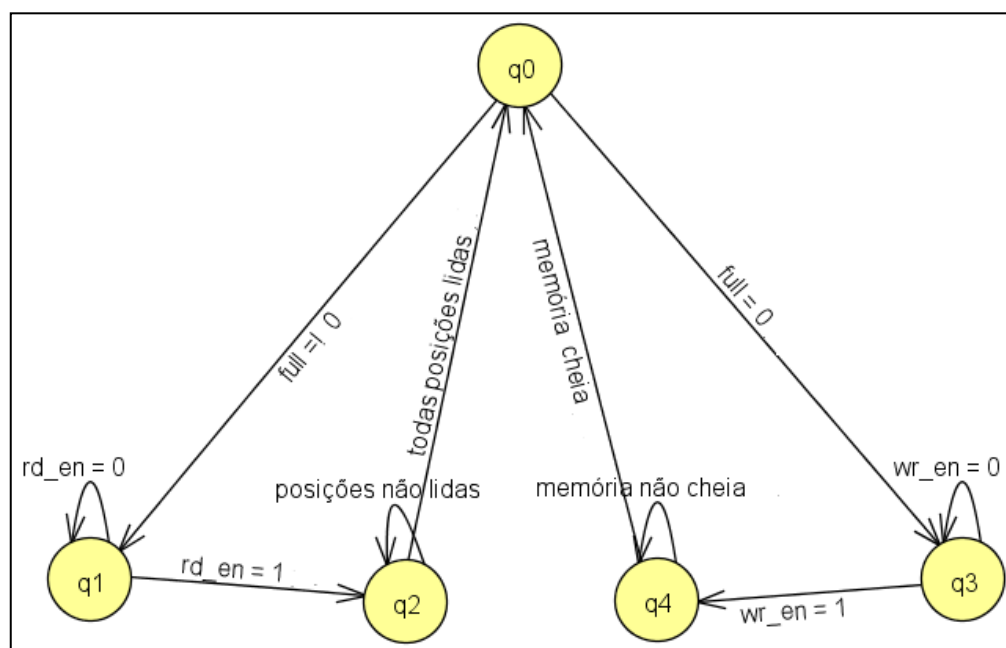 q0
full =! 0
todas posições lidas
memória cheia
full = 0
rd_en = 0
posições não lidas
memória não cheia
wr_en = 0
q1
rd_en = 1
q2
q4
wr_en = 1
q3